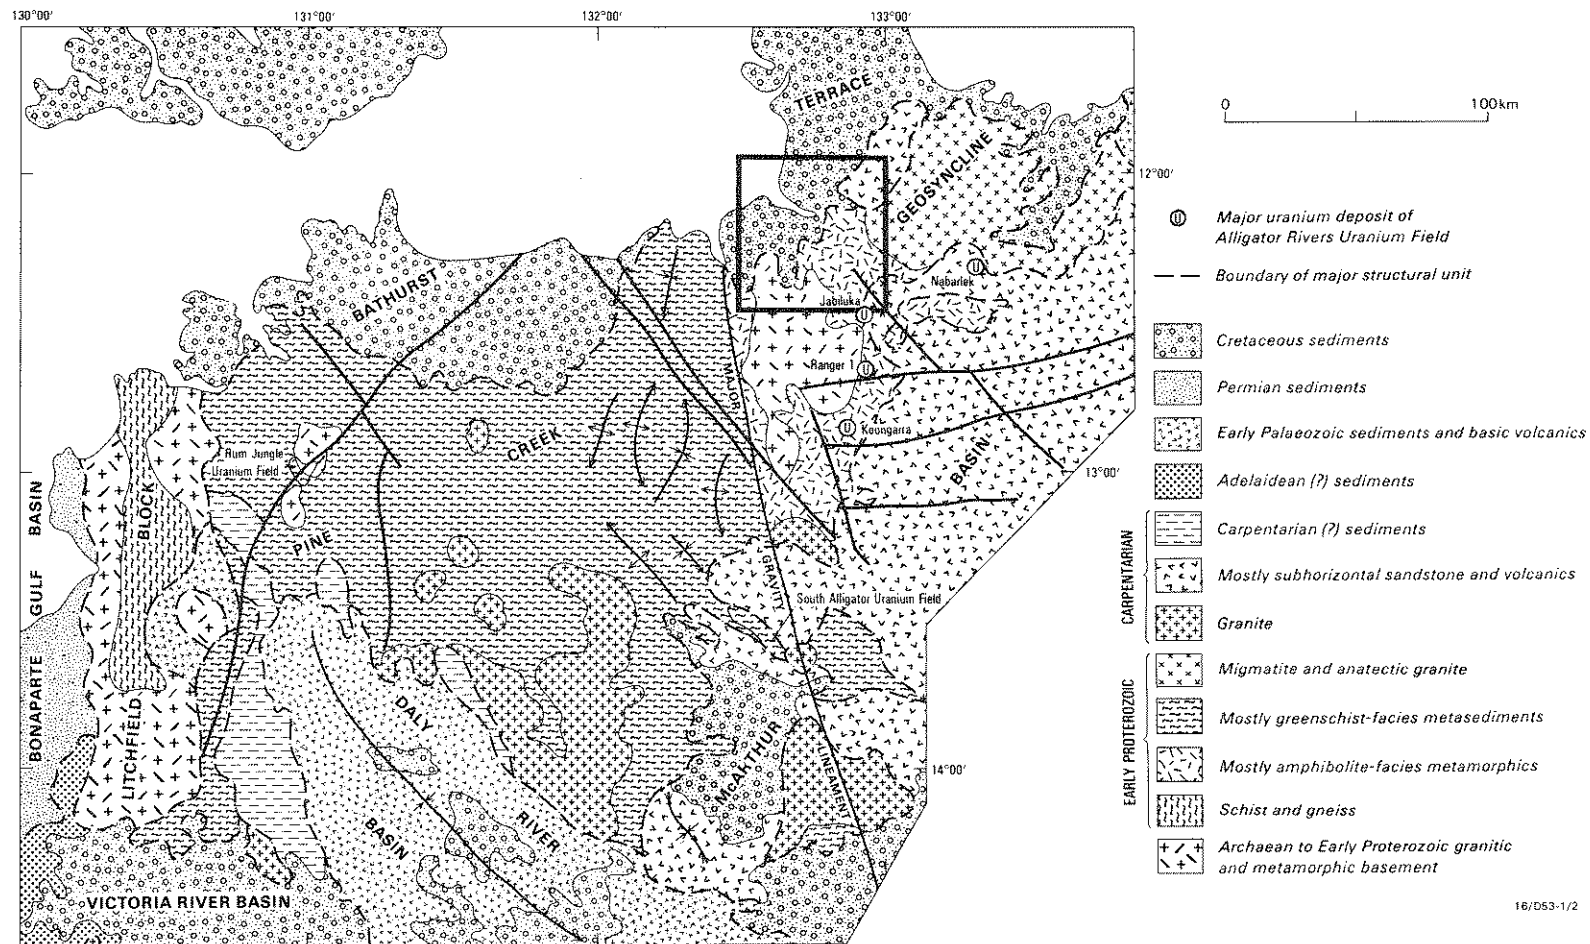 130°00'
131°00'
132°00'
133°00'
TERRACE
GEOSYNCLINE
12°00'
Nabarlek
U
BATHURST
Jabiluka
U
Ranger 1
U
MAJOR
Koongarra
U
CREEK
Rum Jungle
Uranium Field
BASIN
13°00'
BLOCK
PINE
GRAVITY
South Alligator Uranium Field
BONAPARTE GULF BASIN
LITCHFIELD
DALY
RIVER
BASIN
McARTHUR
LINEAMENT
14°00'
VICTORIA RIVER BASIN
0
100km
U
Major uranium deposit of
Alligator Rivers Uranium Field
Boundary of major structural unit
Cretaceous sediments
Permian sediments
Early Palaeozoic sediments and basic volcanics
Adelaidean (?) sediments
CARPENTARIAN
Carpentarian (?) sediments
Mostly subhorizontal sandstone and volcanics
Granite
EARLY PROTEROZOIC
Migmatite and anatectic granite
Mostly greenschist-facies metasediments
Mostly amphibolite-facies metamorphics
Schist and gneiss
Archaean to Early Proterozoic granitic
and metamorphic basement
16/D53-1/2